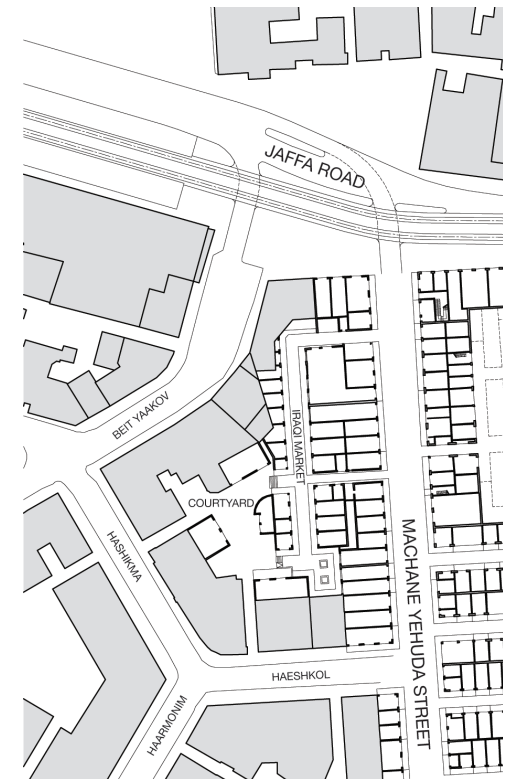 JAFFA ROAD
BEIT YAAKOV
IRAQI MARKET
COURTYARD
HASHIKMA
MACHANE YEHUDA STREET
HAESHKOL
HAARMONIM